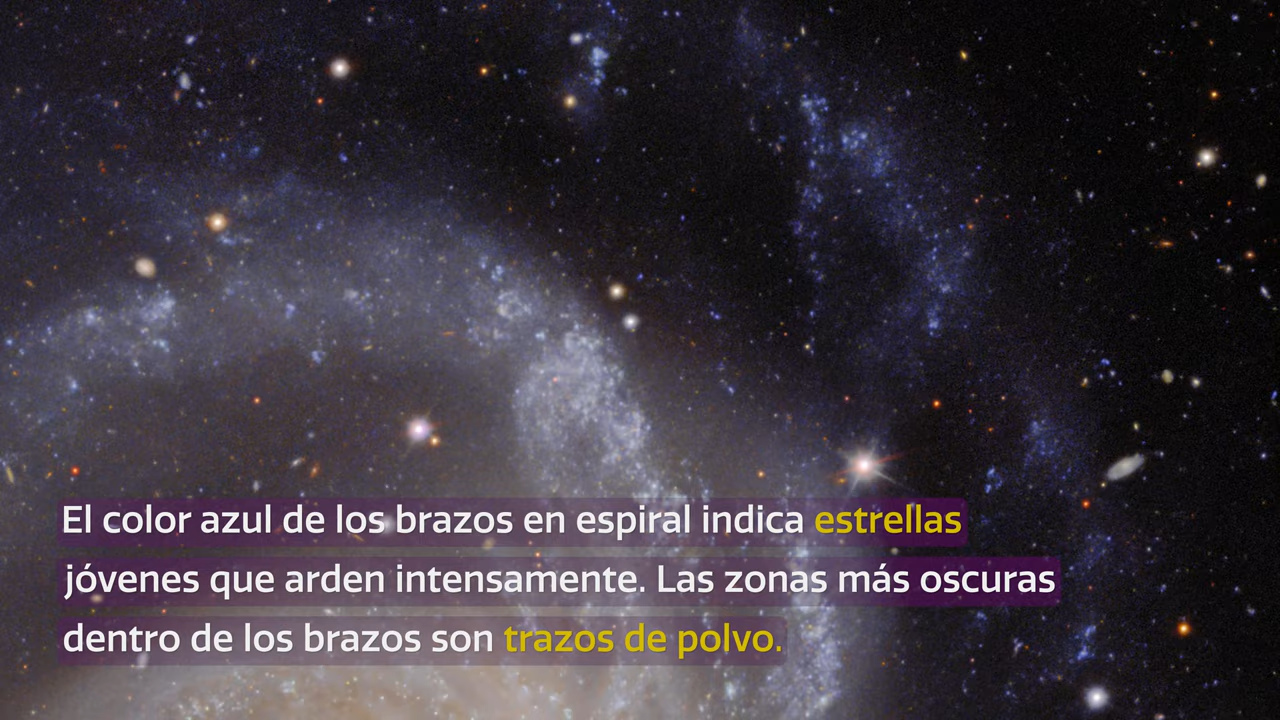 El color azul de los brazos en espiral indica estrellas
jóvenes que arden intensamente. Las zonas más oscuras
dentro de los brazos son trazos de polvo.